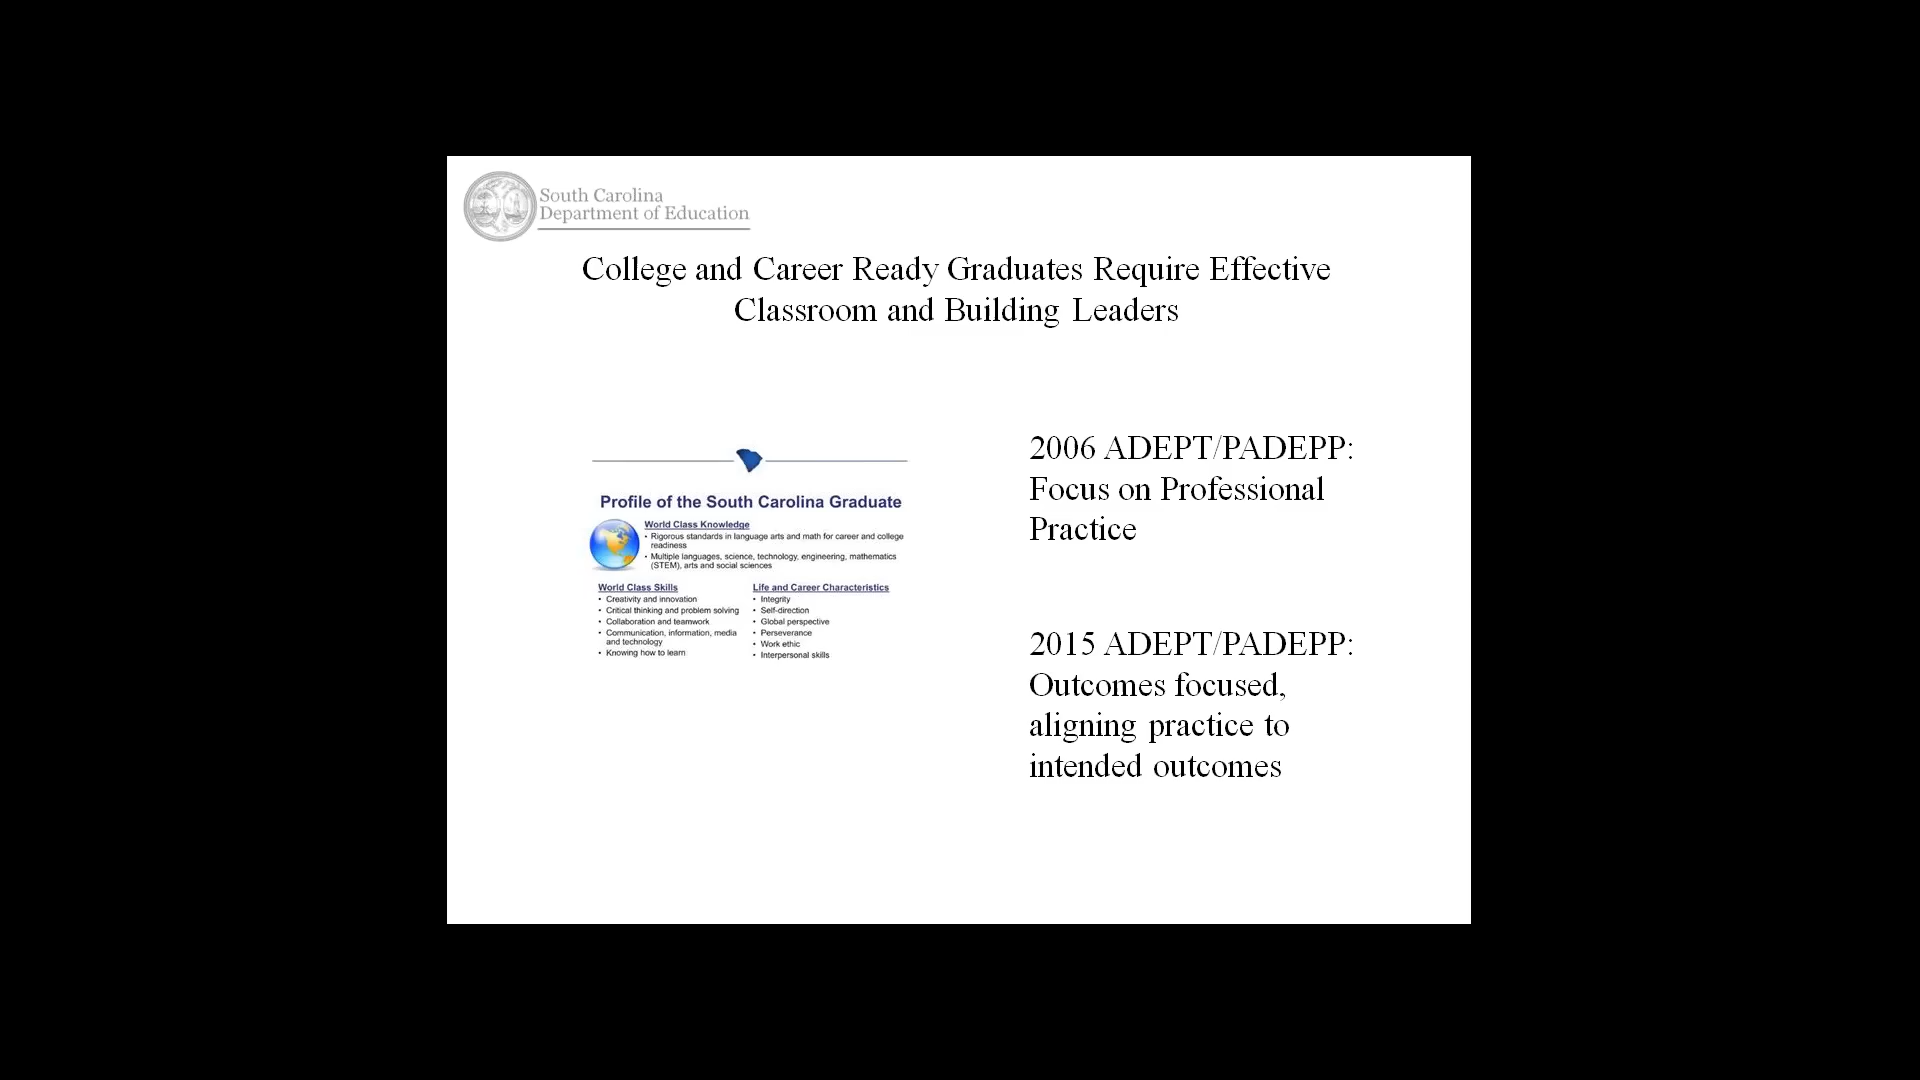 South Carolina
Department of Education
College and Career Ready Graduates Require Effective
Classroom and Building Leaders
Profile of the South Carolina Graduate
World Class Knowledge
• Rigorous standards in language arts and math for career and college
readiness
• Multiple languages, science, technology, engineering, mathematics
(STEM), arts and social sciences
World Class Skills
• Creativity and innovation
• Critical thinking and problem solving
• Collaboration and teamwork
• Communication, information, media
and technology
• Knowing how to learn
Life and Career Characteristics
• Integrity
• Self-direction
• Global perspective
• Perseverance
• Work ethic
• Interpersonal skills
2006 ADEPT/PADEPP:
Focus on Professional
Practice
2015 ADEPT/PADEPP:
Outcomes focused,
aligning practice to
intended outcomes